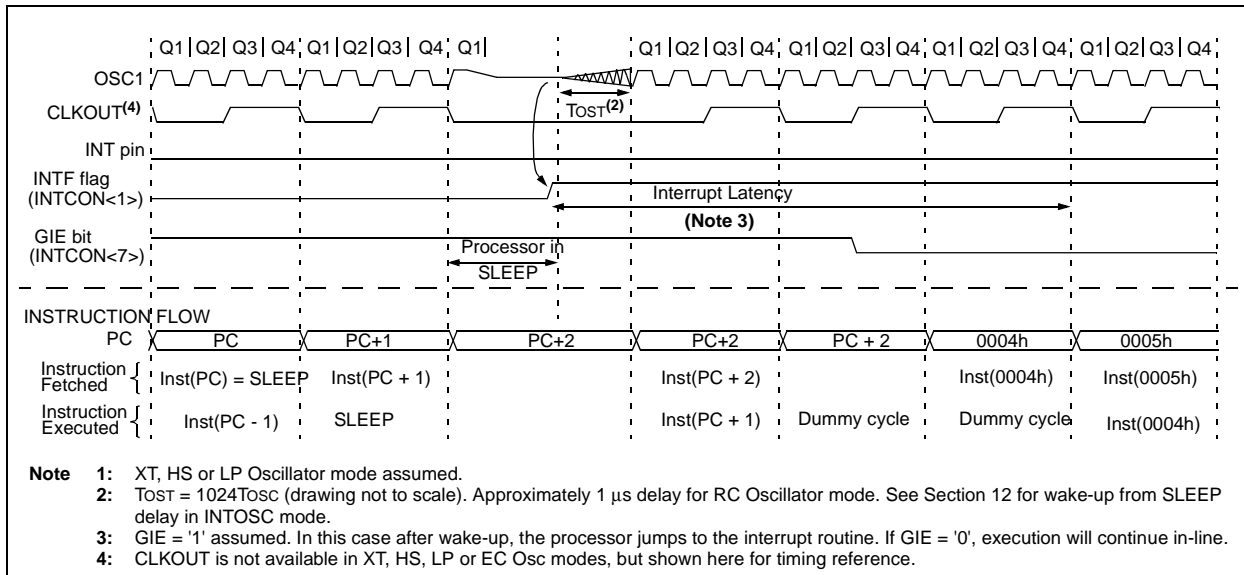 Q1 | Q2 | Q3 | Q4 | Q1 | Q2 | Q3 | Q4 | Q1 | Q1 | Q2 | Q3 | Q4 | Q1 | Q2 | Q3 | Q4 | Q1 | Q2 | Q3 | Q4 | Q1 | Q2 | Q3 | Q4
OSC1
CLKOUT(4)
TOST(2)
INT pin
INTF flag
(INTCON<1>)
Interrupt Latency
(Note 3)
GIE bit
(INTCON<7>)
Processor in
SLEEP
INSTRUCTION FLOW
PC PC PC+1 PC+2 PC+2 PC + 2 0004h 0005h
Instruction
Fetched
Inst(PC) = SLEEP Inst(PC + 1) Inst(PC + 2) Inst(0004h) Inst(0005h)
Instruction
Executed
Inst(PC - 1) SLEEP Inst(PC + 1) Dummy cycle Dummy cycle Inst(0004h)
Note 1: XT, HS or LP Oscillator mode assumed.
2: TOST = 1024TOSC (drawing not to scale). Approximately 1 μs delay for RC Oscillator mode. See Section 12 for wake-up from SLEEP
delay in INTOSC mode.
3: GIE = '1' assumed. In this case after wake-up, the processor jumps to the interrupt routine. If GIE = '0', execution will continue in-line.
4: CLKOUT is not available in XT, HS, LP or EC Osc modes, but shown here for timing reference.